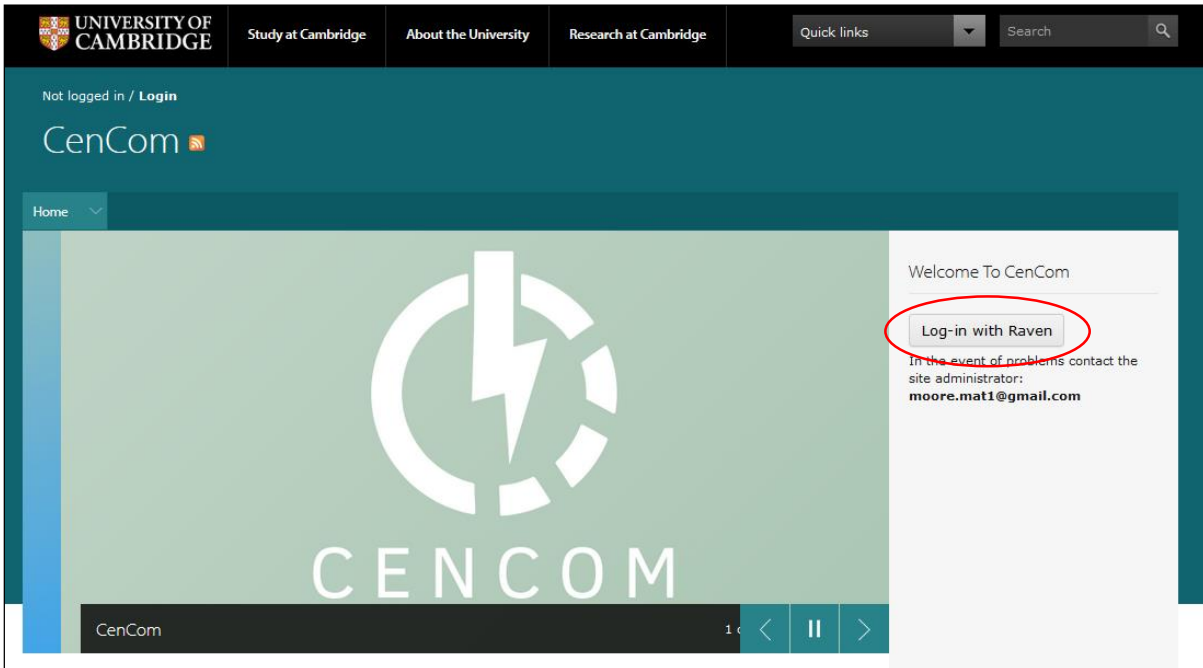 UNIVERSITY OF
CAMBRIDGE
Study at Cambridge
About the University
Research at Cambridge
Quick links
Search
Not logged in / Login
CenCom
Home
Welcome To CenCom
Log-in with Raven
In the event of problems contact the
site administrator:
moore.mat1@gmail.com
CENCOM
CenCom
1